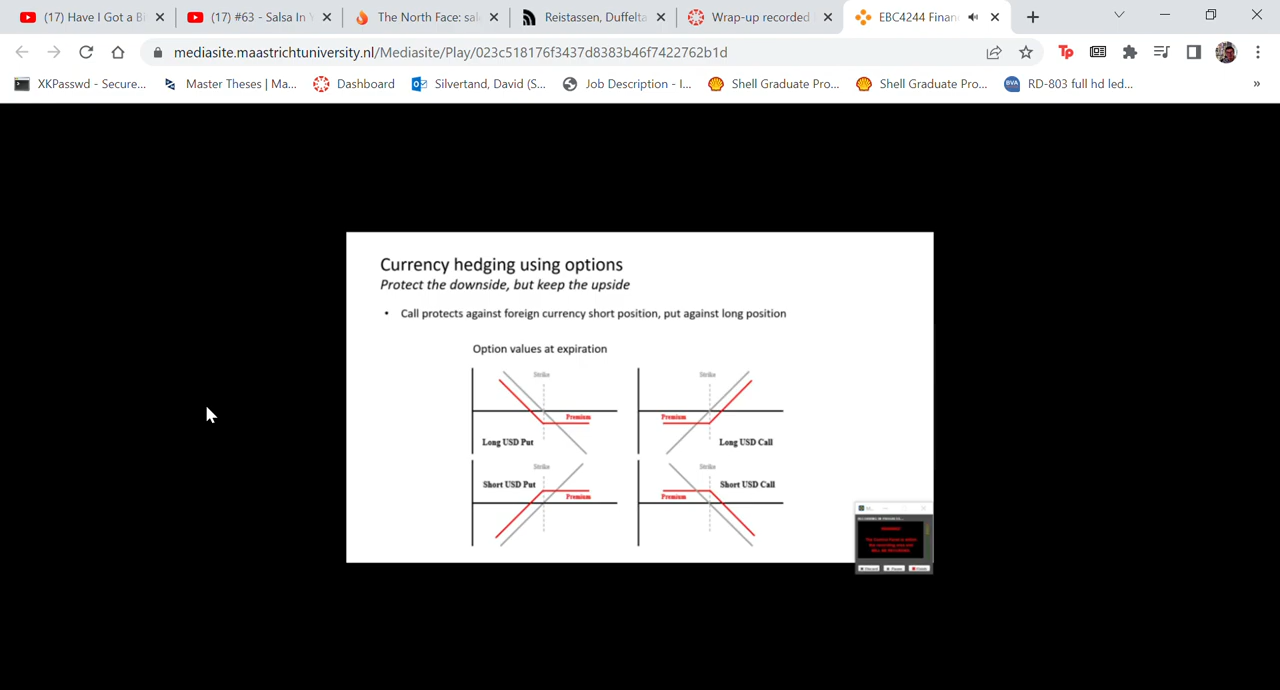 (17) Have I Got a B
(17) #63 - Salsa In
The North Face: sal
Reistassen, Duffelta
Wrap-up recorded
EBC4244 Finan
mediasite.maastrichtuniversity.nl/Mediasite/Play/023c518176f3437d8383b46f7422762b1d
Tp
XKPasswd - Secure...
Master Theses | Ma...
Dashboard
Silvertand, David (S...
Job Description - I...
Shell Graduate Pro...
Shell Graduate Pro...
BVA
RD-803 full hd led...
»
Currency hedging using options
Protect the downside, but keep the upside
• Call protects against foreign currency short position, put against long position
Option values at expiration
Strike
Premium
Long USD Put
Strike
Premium
Long USD Call
Strike
Short USD Put
Premium
Strike
Short USD Call
Premium